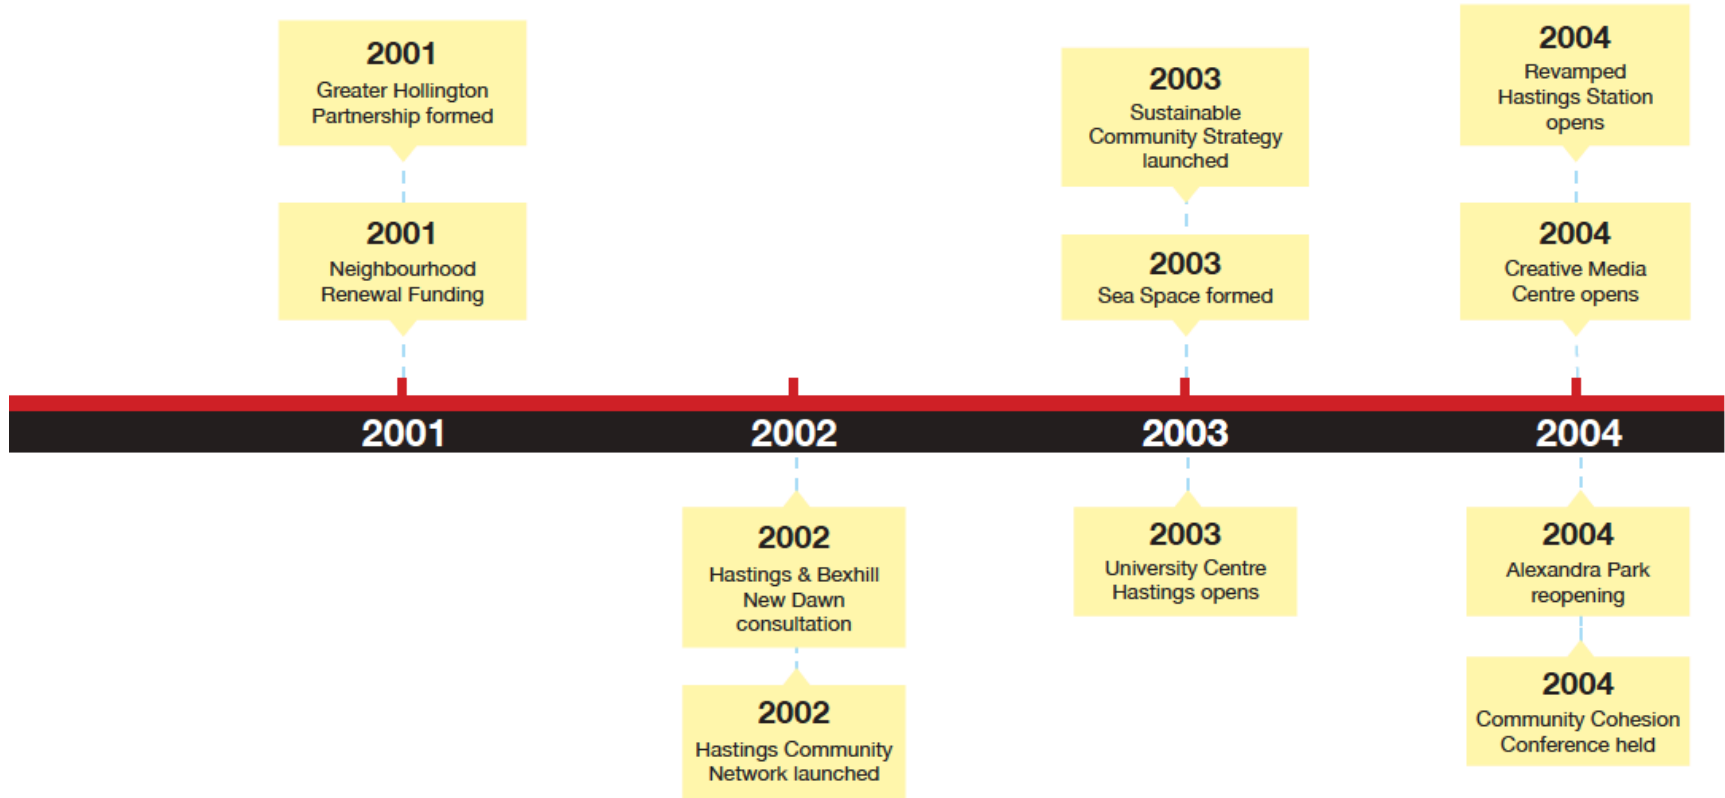 2001
Greater Hollington
Partnership formed
2001
Neighbourhood
Renewal Funding
2003
Sustainable
Community Strategy
launched
2003
Sea Space formed
2004
Revamped
Hastings Station
opens
2004
Creative Media
Centre opens
2001
2002
2003
2004
2002
Hastings & Bexhill
New Dawn
consultation
2002
Hastings Community
Network launched
2003
University Centre
Hastings opens
2004
Alexandra Park
reopening
2004
Community Cohesion
Conference held